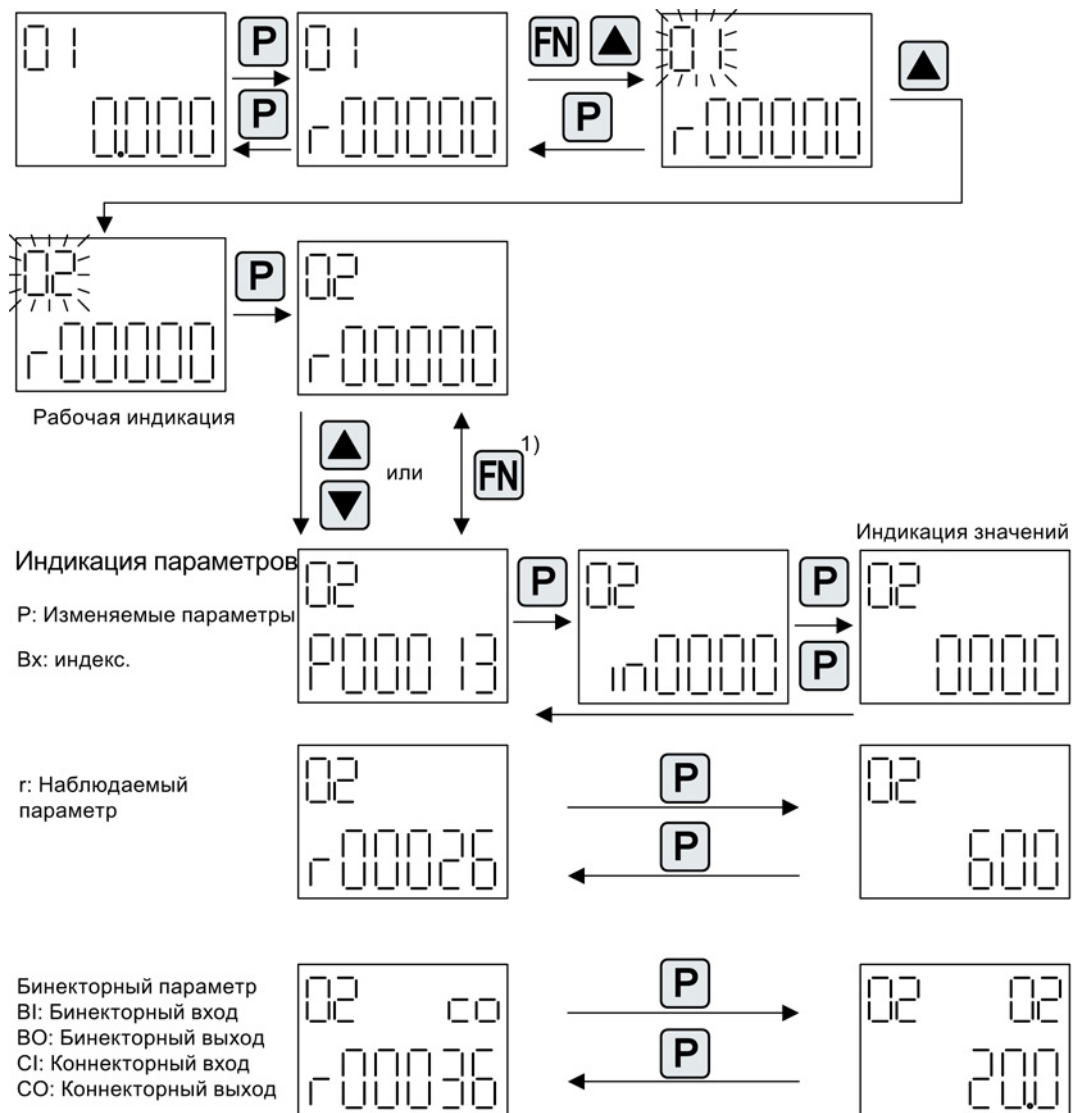 01
0.000
P
P
01
r00000
FN
P
01
r00000
02
r00000
P
02
r00000
Рабочая индикация
или
FN 1)
Индикация значений
Индикация параметров
P: Изменяемые параметры
Вх: индекс.
02
P00013
P
02
in0000
P
P
02
0000
r: Наблюдаемый
параметр
02
r00026
P
P
02
600
Бинекторный параметр
BI: Бинекторный вход
BO: Бинекторный выход
CI: Коннекторный вход
CO: Коннекторный выход
02 co
r00036
P
P
02 02
20.0